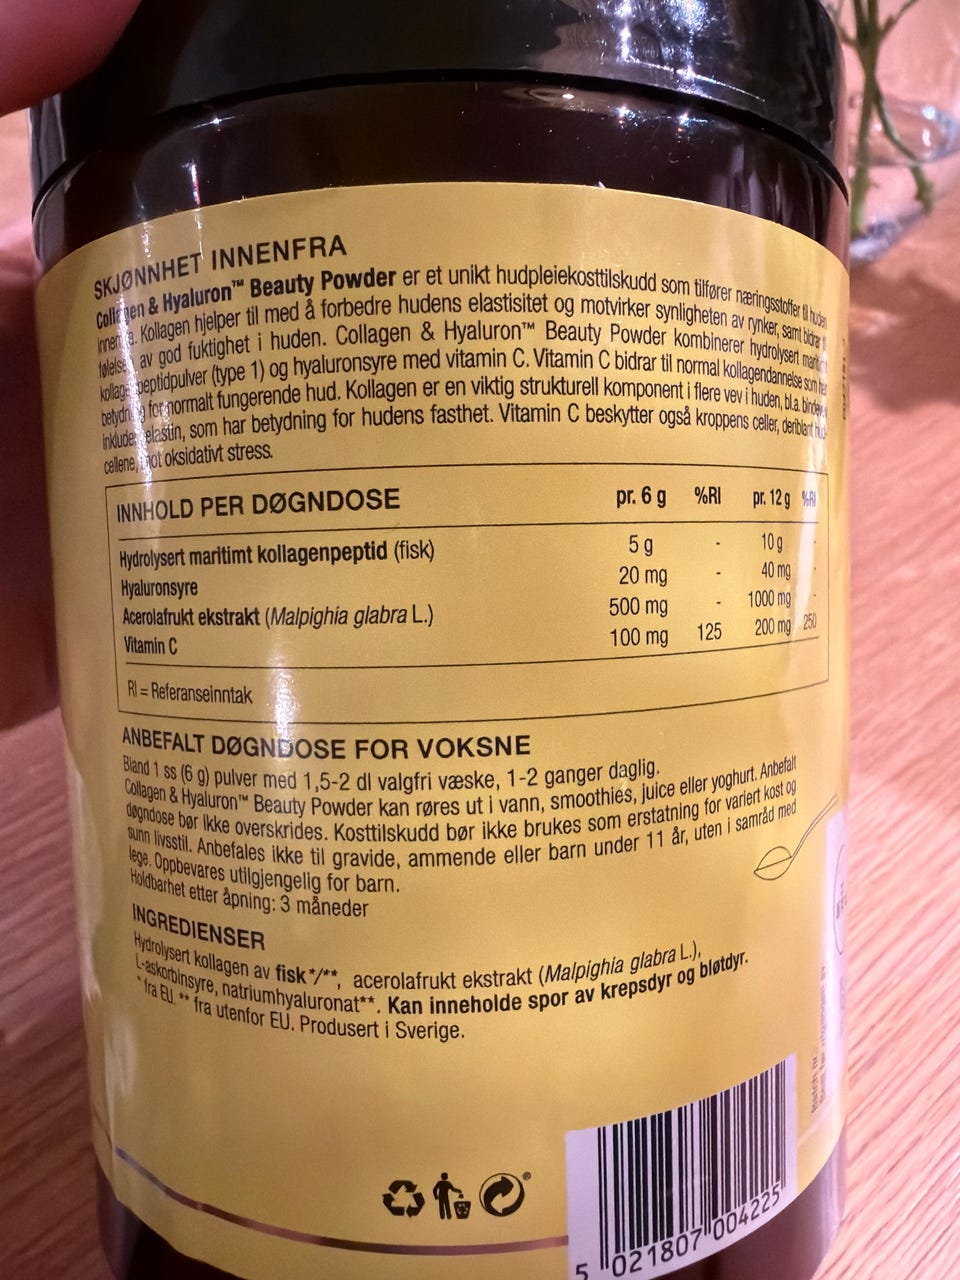 SKJØNNHET INNENFRA
Collagen & Hyaluron™ Beauty Powder er et unikt hudpleiekosttilskudd som tilfører næringsstoffer til huden
innenfra. Kollagen hjelper til med å forbedre hudens elastisitet og motvirker synligheten av rynker, samt bidrar
følelse av god fuktighet i huden. Collagen & Hyaluron™ Beauty Powder kombinerer hydrolysert
peptidpulver (type 1) og hyaluronsyre med vitamin C. Vitamin C bidrar til normal kollagendannelse som har
for normalt fungerende hud. Kollagen er en viktig strukturell komponent i flere vev i huden, bl.a.
elastin, som har betydning for hudens fasthet. Vitamin C beskytter også kroppens celler, deriblant
cellene, mot oksidativt stress.
INNHOLD PER DØGNDOSE pr. 6 g %RI pr. 12 g %RI
Hydrolysert maritimt kollagenpeptid (fisk) 5 g - 10 g -
Hyaluronsyre 20 mg - 40 mg -
Acerolafrukt ekstrakt (Malpighia glabra L.) 500 mg - 1000 mg -
Vitamin C 100 mg 125 200 mg 250
RI = Referanseinntak
ANBEFALT DØGNDOSE FOR VOKSNE
Bland 1 ss (6 g) pulver med 1,5-2 dl valgfri væske, 1-2 ganger daglig.
Collagen & Hyaluron™ Beauty Powder kan røres ut i vann, smoothies, juice eller yoghurt. Anbefalt
døgndose bør ikke overskrides. Kosttilskudd bør ikke brukes som erstatning for variert kost og
sunn livsstil. Anbefales ikke til gravide, ammende eller barn under 11 år, uten i samråd med
lege. Oppbevares utilgjengelig for barn.
Holdbarhet etter åpning: 3 måneder
INGREDIENSER
Hydrolysert kollagen av fisk*/**, acerolafrukt ekstrakt (Malpighia glabra L.),
L-askorbinsyre, natriumhyaluronat**. Kan inneholde spor av krepsdyr og bløtdyr.
* fra EU. ** fra utenfor EU. Produsert i Sverige.
5 021807 004225